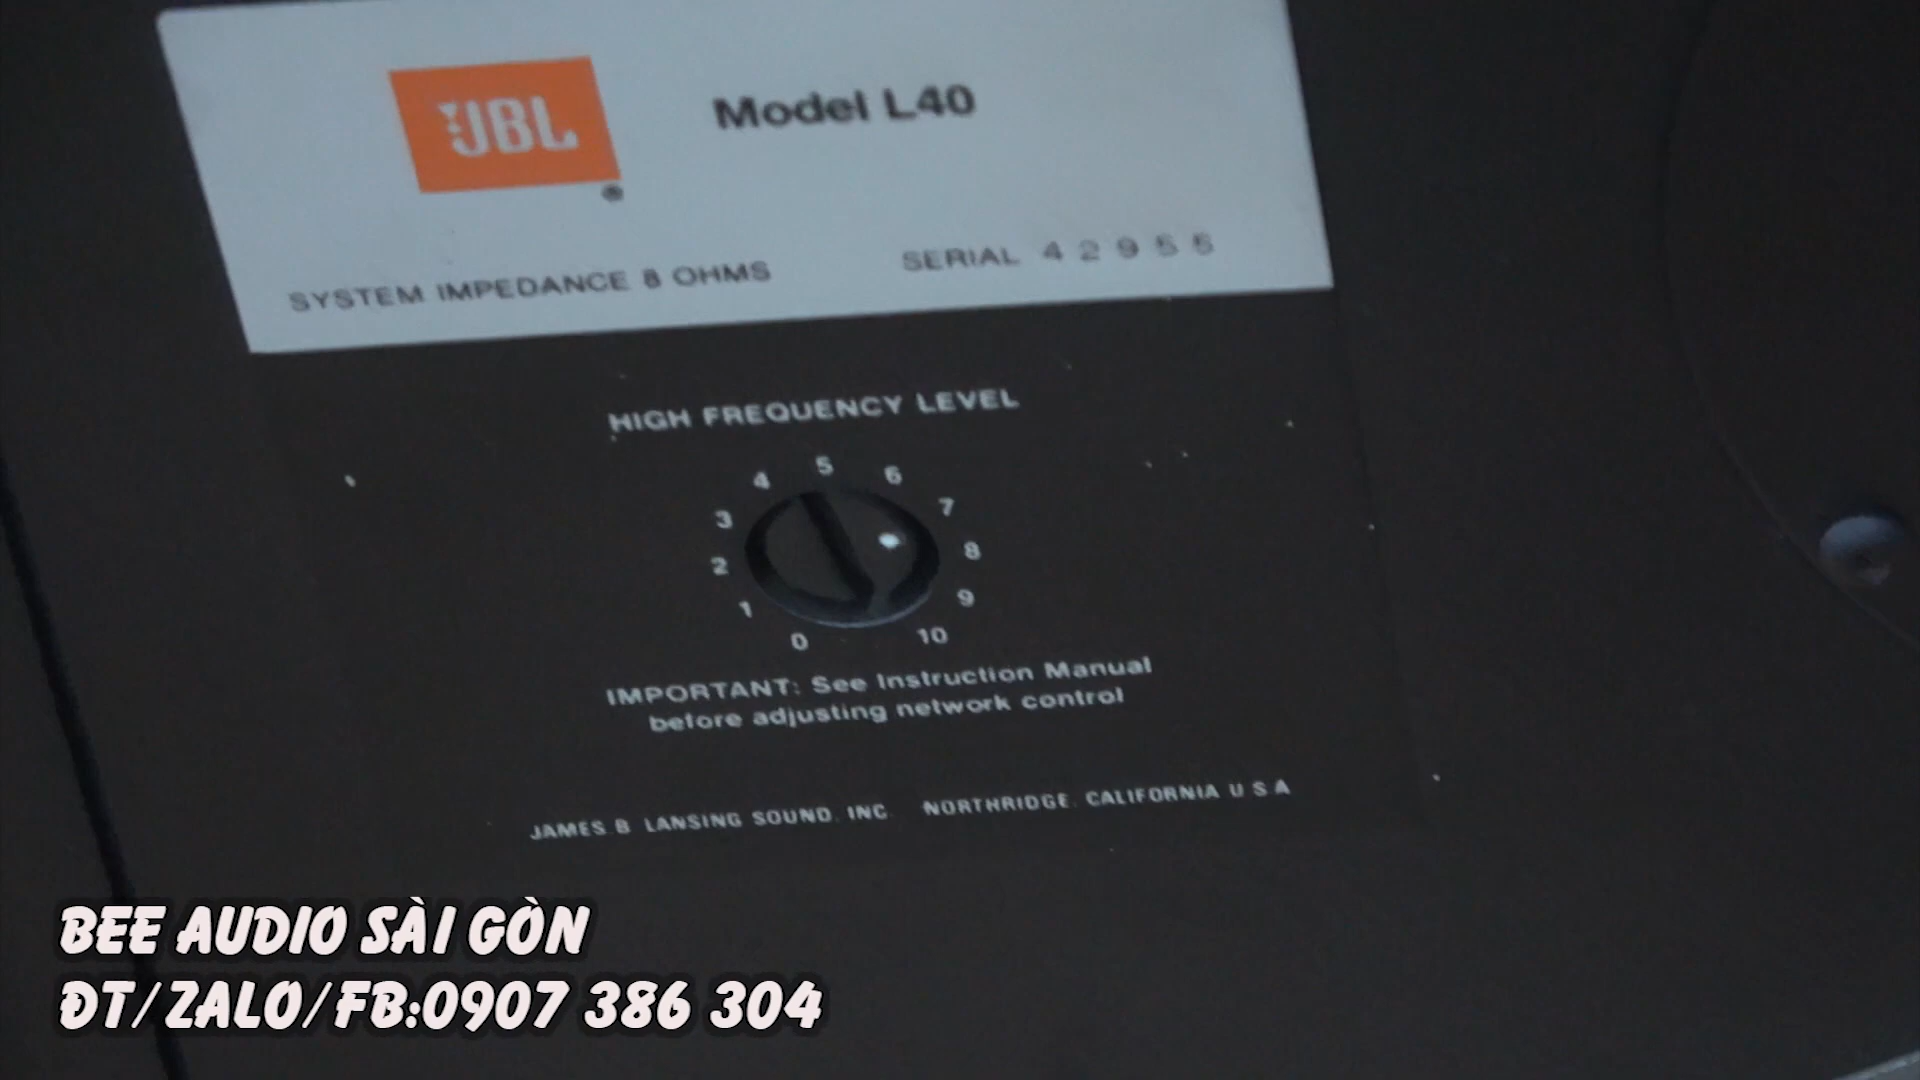 JBL
Model L40
®
SYSTEM IMPEDANCE 8 OHMS SERIAL 42955
HIGH FREQUENCY LEVEL
0 1 2 3 4 5 6 7 8 9 10
IMPORTANT: See Instruction Manual
before adjusting network control
JAMES B. LANSING SOUND, INC. NORTHRIDGE, CALIFORNIA U.S.A
BEE AUDIO SÀI GÒN
ĐT/ZALO/FB:0907 386 304